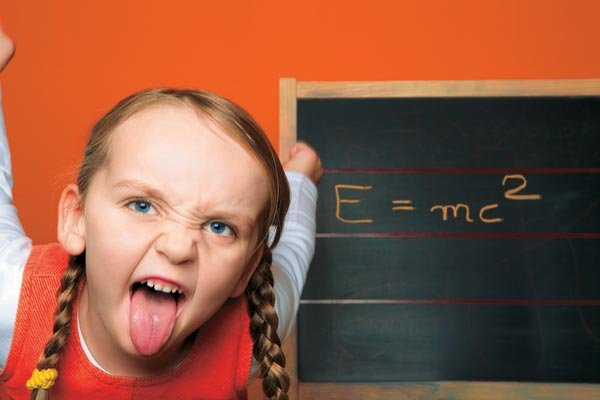 E = mc²